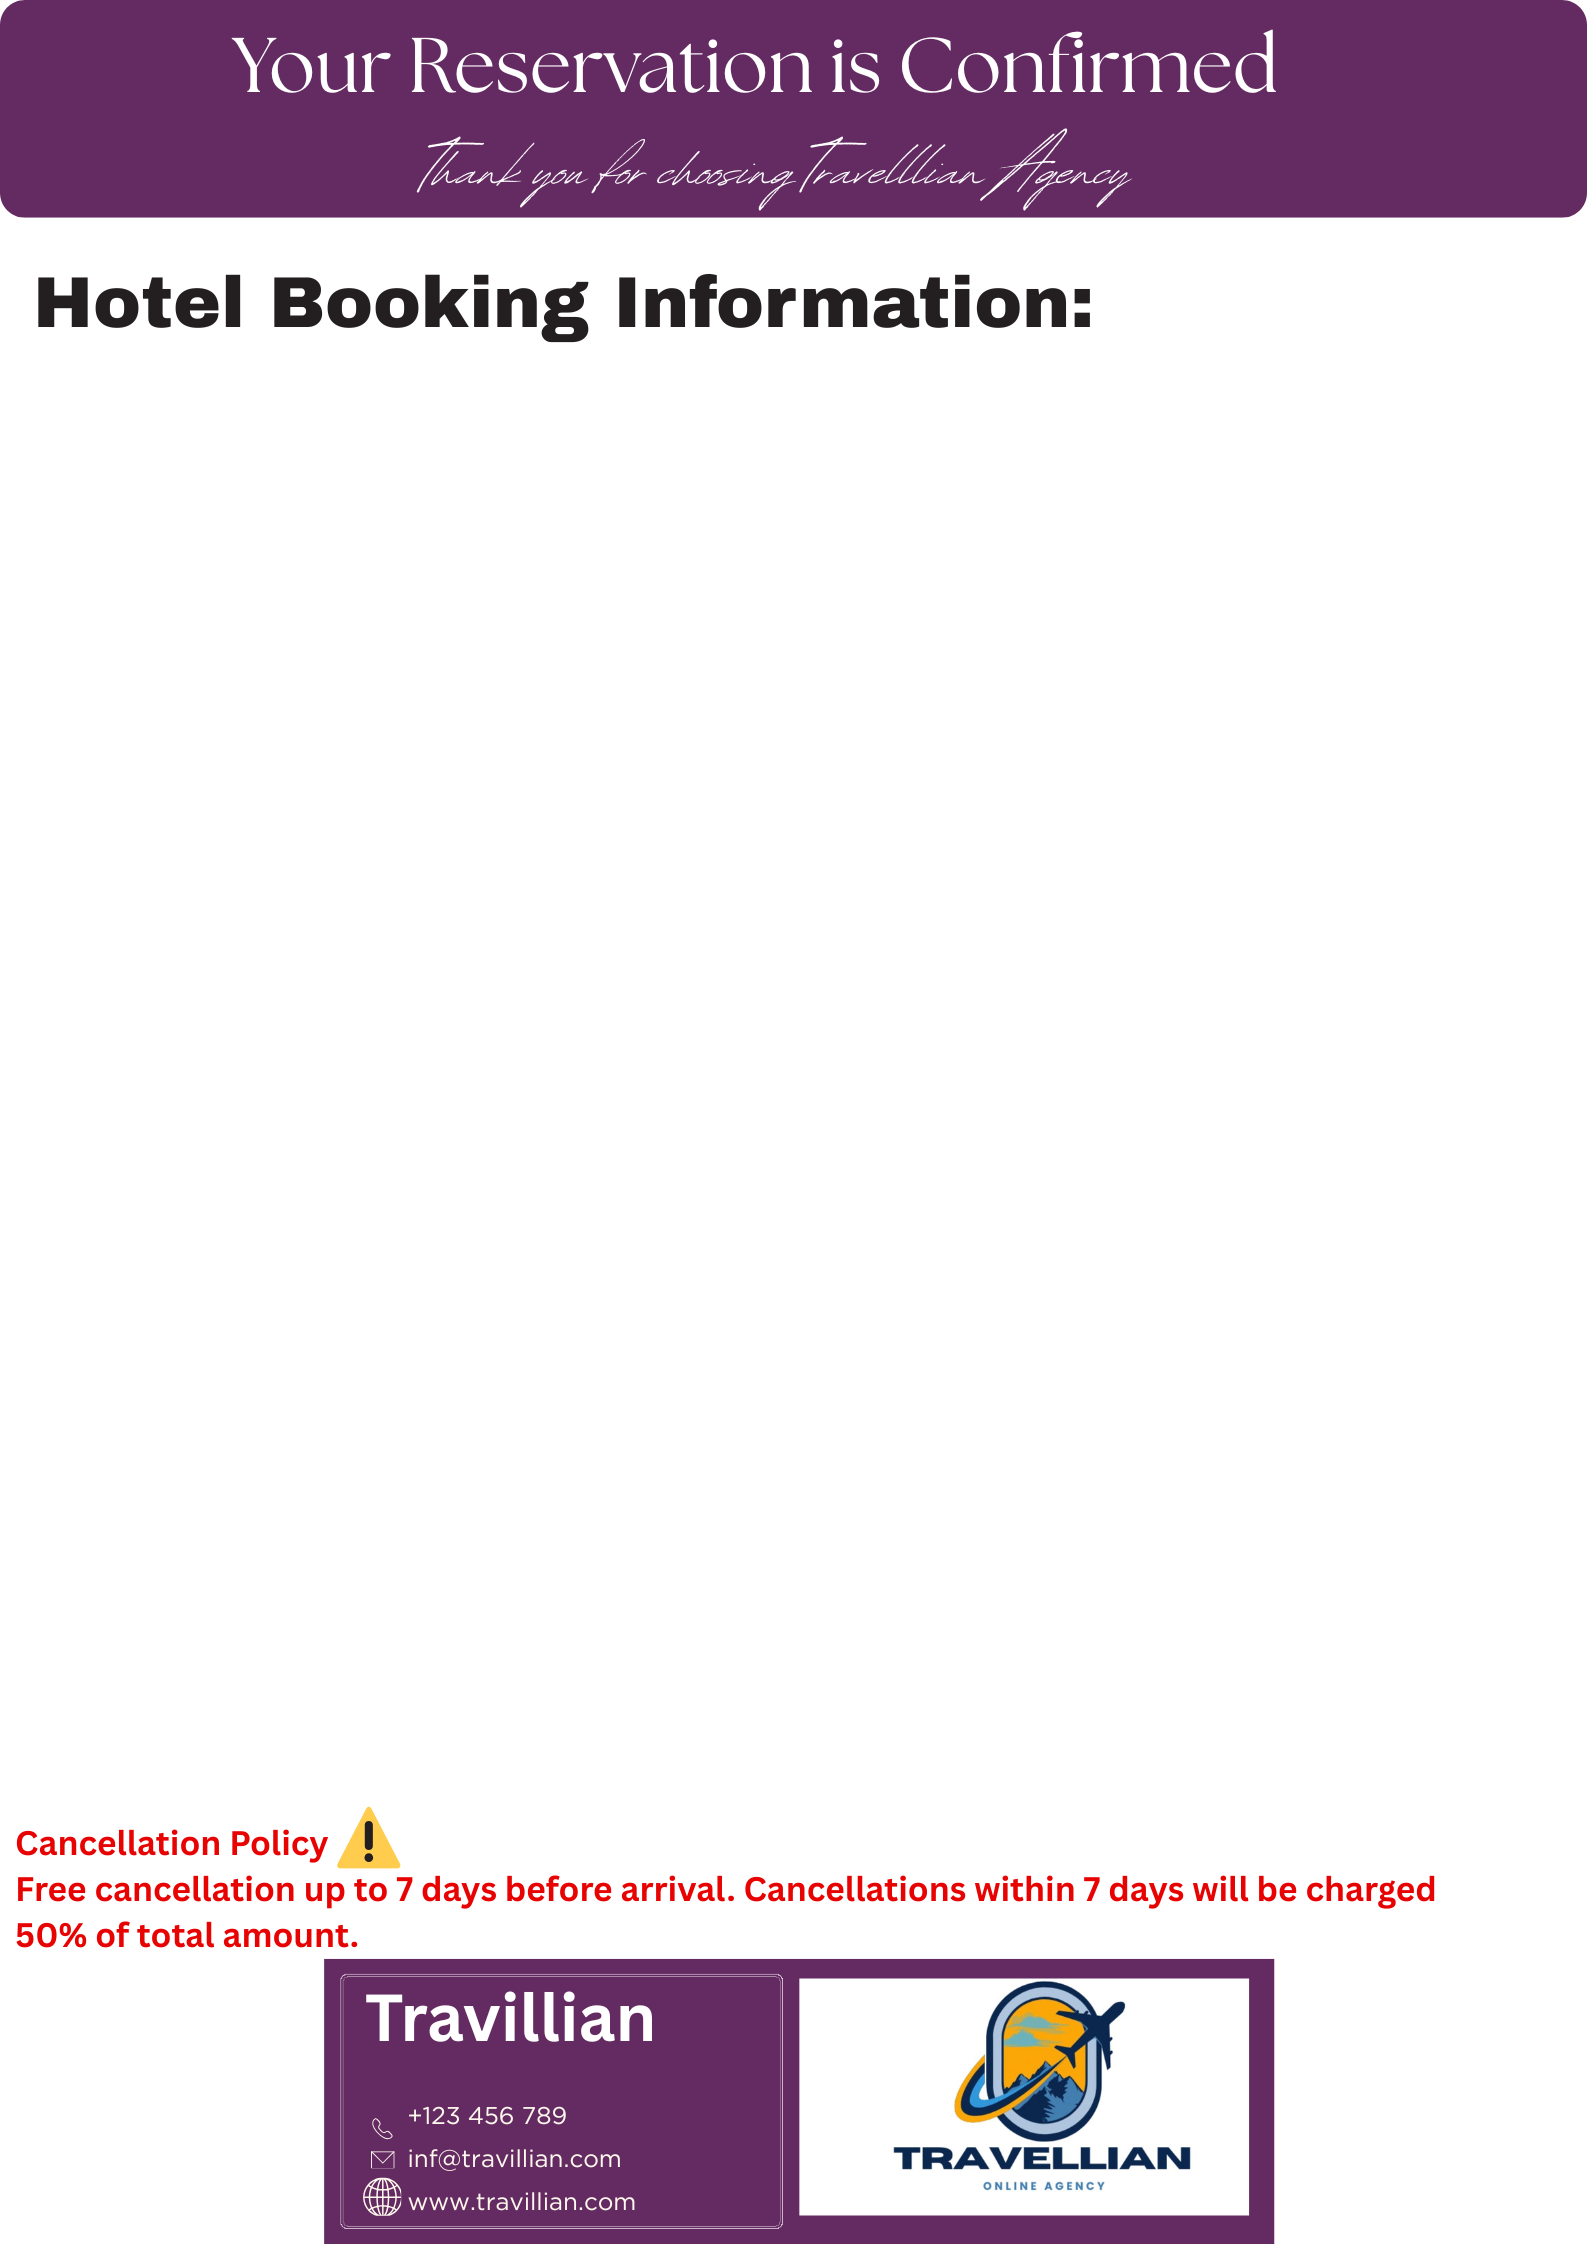 Your Reservation is Confirmed
Thank you for choosing Travelllian Agency
Hotel Booking Information:
Cancellation Policy
Free cancellation up to 7 days before arrival. Cancellations within 7 days will be charged
50% of total amount.
Travillian
+123 456 789
inf@travillian.com
www.travillian.com
TRAVELLIAN
ONLINE AGENCY